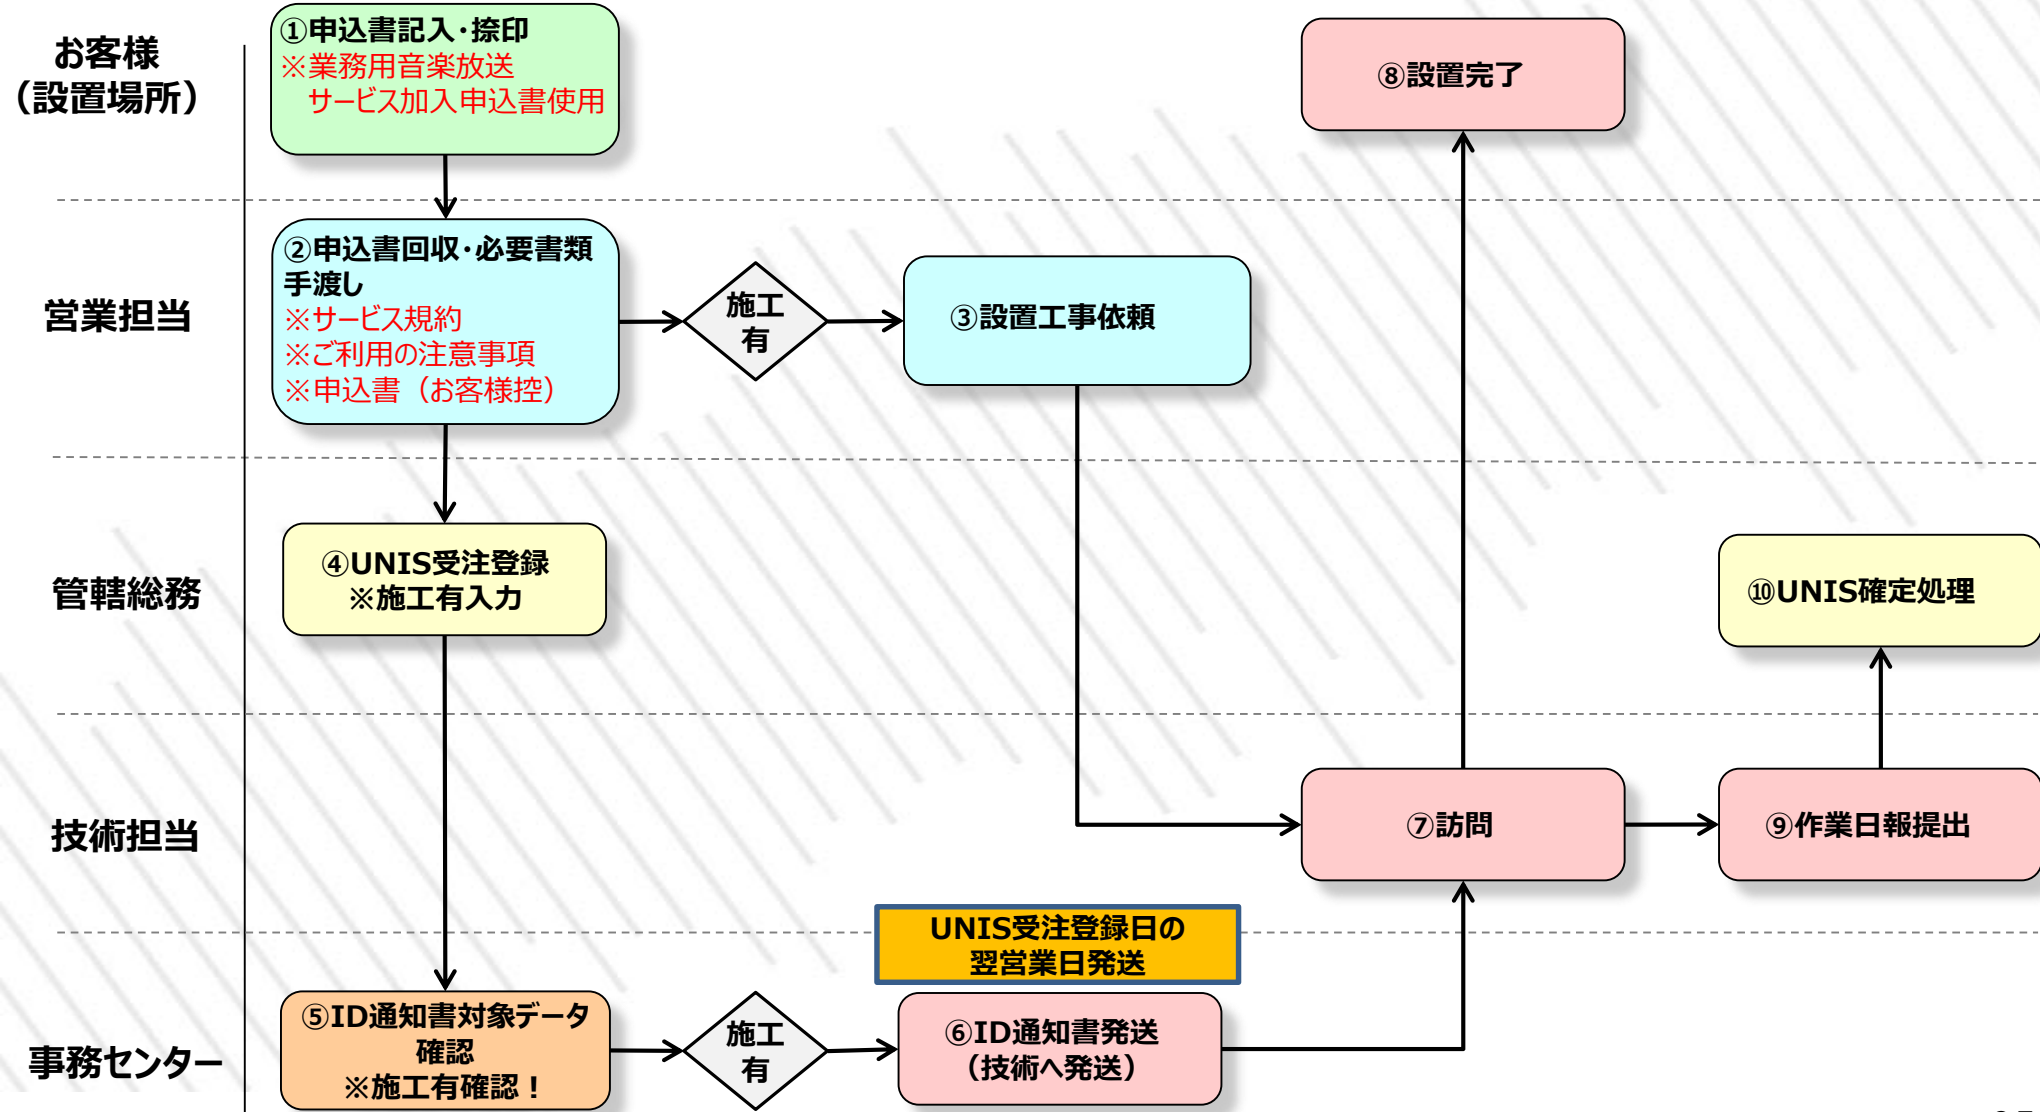 お客様
（設置場所）
①申込書記入・捺印
※業務用音楽放送
サービス加入申込書使用
⑧設置完了
営業担当
②申込書回収・必要書類
手渡し
※サービス規約
※ご利用の注意事項
※申込書（お客様控）
施工
有
③設置工事依頼
管轄総務
④UNIS受注登録
※施工有入力
⑩UNIS確定処理
技術担当
⑦訪問
⑨作業日報提出
UNIS受注登録日の
翌営業日発送
事務センター
⑤ID通知書対象データ
確認
※施工有確認！
施工
有
⑥ID通知書発送
（技術へ発送）